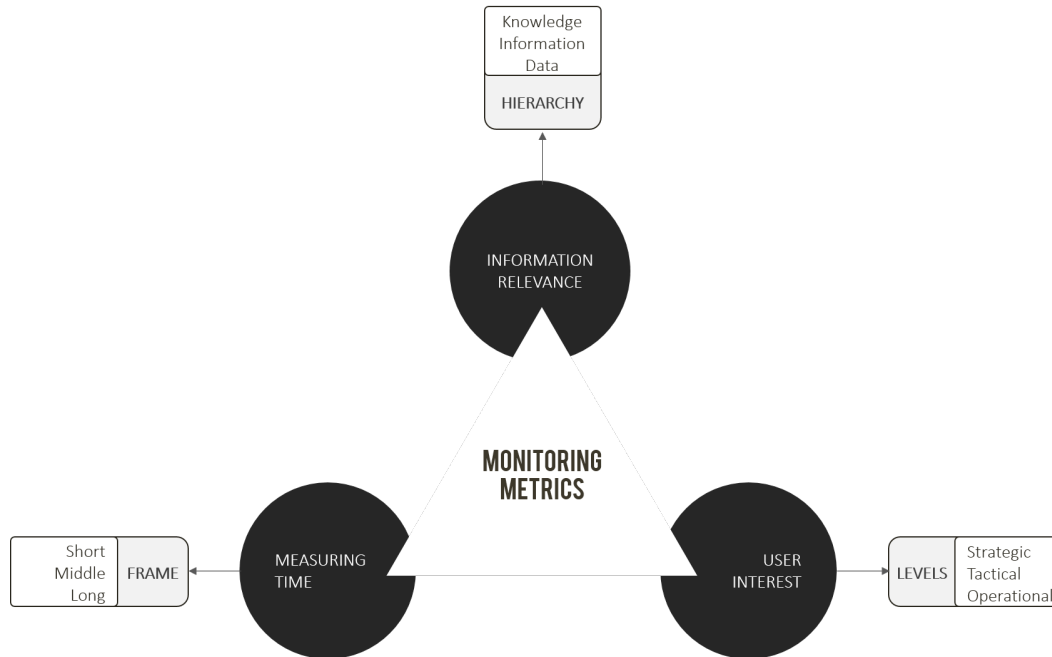 Knowledge
Information
Data
HIERARCHY
INFORMATION
RELEVANCE
MONITORING
METRICS
Short
Middle
Long
FRAME
MEASURING
TIME
USER
INTEREST
LEVELS
Strategic
Tactical
Operational